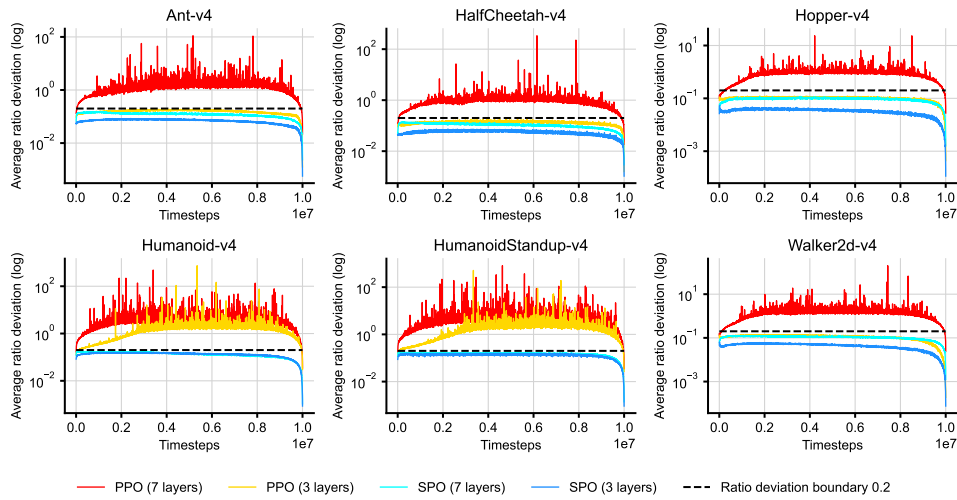 Ant-v4
HalfCheetah-v4
Hopper-v4
Average ratio deviation (log)
10^2
10^0
10^-2
0.0 0.2 0.4 0.6 0.8 1.0
1e7
Timesteps
Average ratio deviation (log)
10^2
10^0
10^-2
0.0 0.2 0.4 0.6 0.8 1.0
1e7
Timesteps
Average ratio deviation (log)
10^1
10^-1
10^-3
0.0 0.2 0.4 0.6 0.8 1.0
1e7
Timesteps
Humanoid-v4
HumanoidStandup-v4
Walker2d-v4
Average ratio deviation (log)
10^2
10^0
10^-2
0.0 0.2 0.4 0.6 0.8 1.0
1e7
Timesteps
Average ratio deviation (log)
10^2
10^0
10^-2
0.0 0.2 0.4 0.6 0.8 1.0
1e7
Timesteps
Average ratio deviation (log)
10^1
10^-1
10^-3
0.0 0.2 0.4 0.6 0.8 1.0
1e7
Timesteps
PPO (7 layers) PPO (3 layers) SPO (7 layers) SPO (3 layers) Ratio deviation boundary 0.2